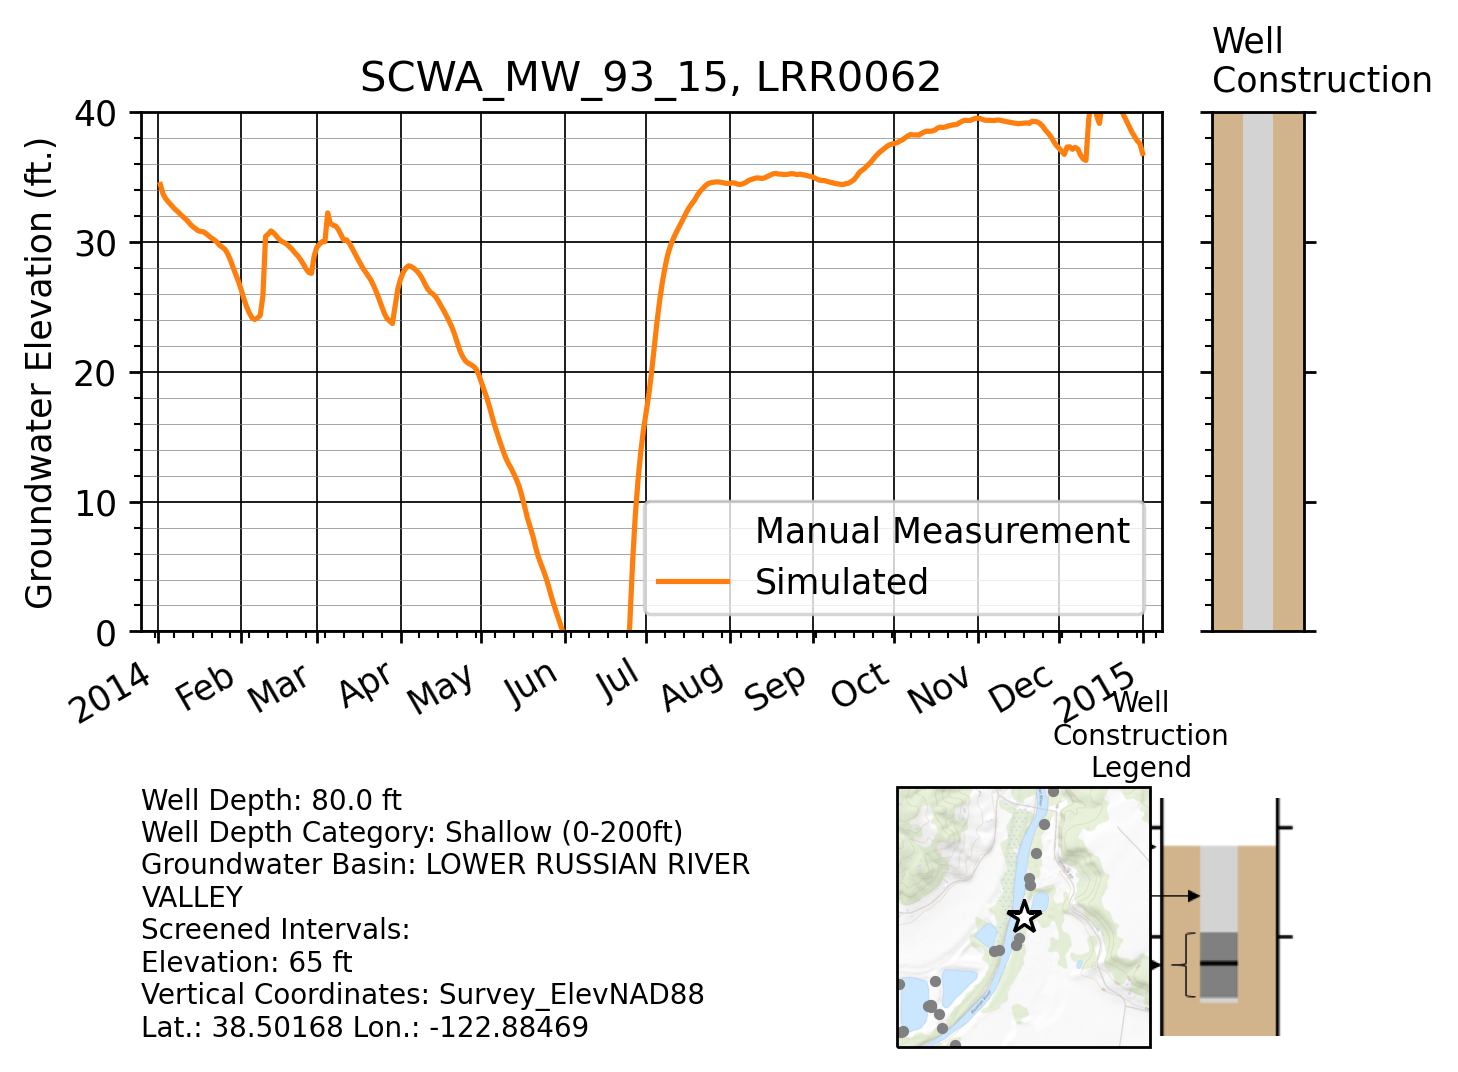 Well
Construction
SCWA_MW_93_15, LRR0062
Groundwater Elevation (ft.)
40
30
20
10
0
Manual Measurement
Simulated
2014
Feb
Mar
Apr
May
Jun
Jul
Aug
Sep
Oct
Nov
Dec
2015
Well
Construction
Legend
Well Depth: 80.0 ft
Well Depth Category: Shallow (0-200ft)
Groundwater Basin: LOWER RUSSIAN RIVER
VALLEY
Screened Intervals:
Elevation: 65 ft
Vertical Coordinates: Survey_ElevNAD88
Lat.: 38.50168 Lon.: -122.88469